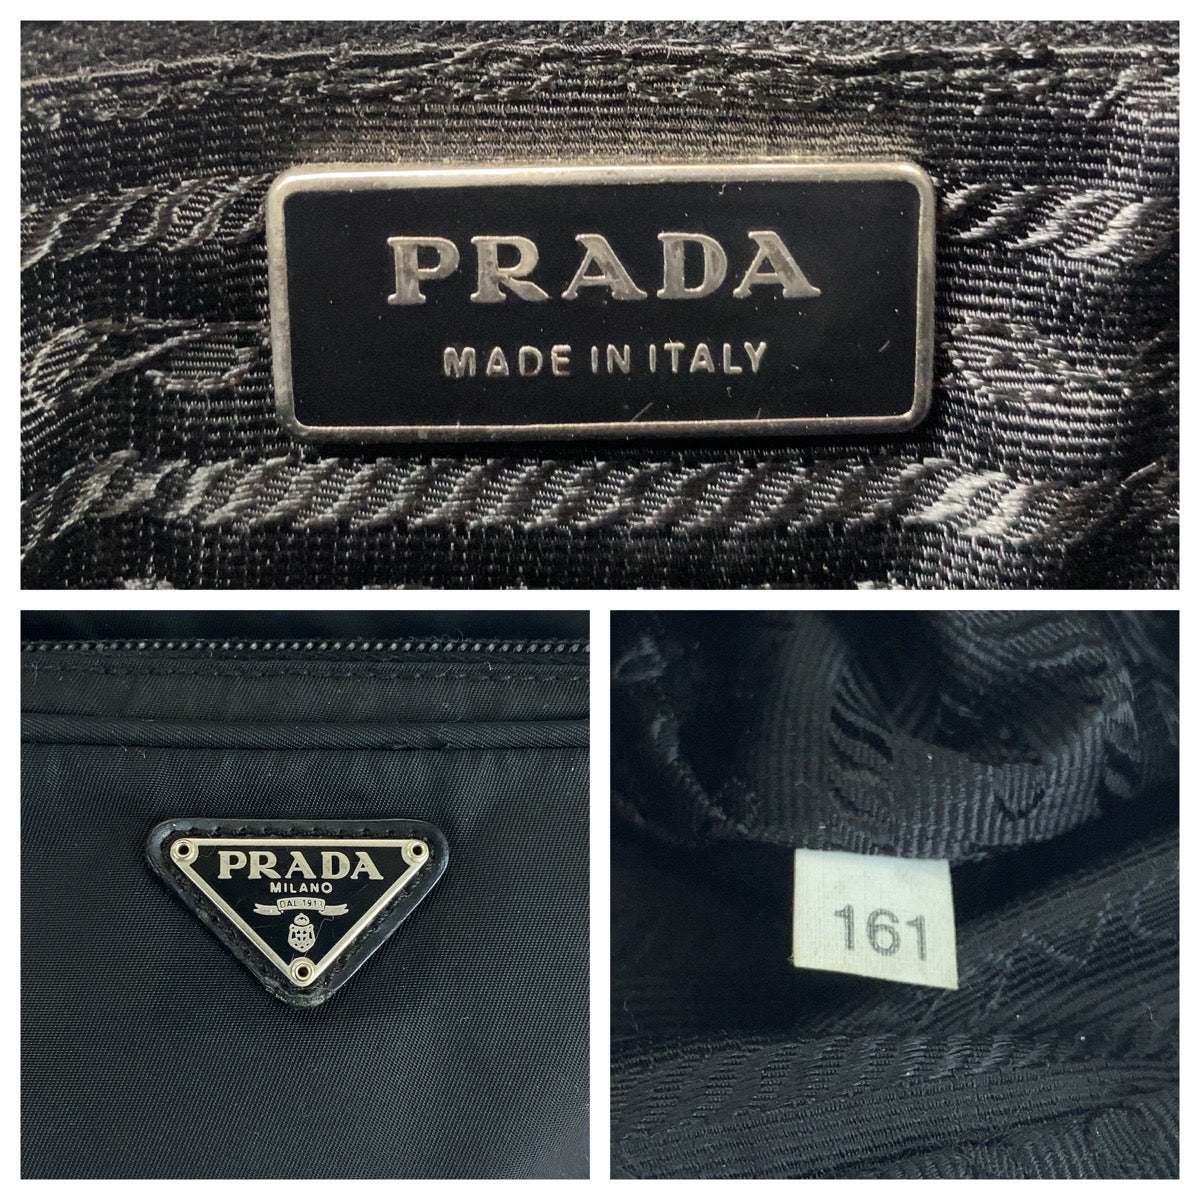 PRADA
MADE IN ITALY
PRADA
MILANO
DAL 1913
161